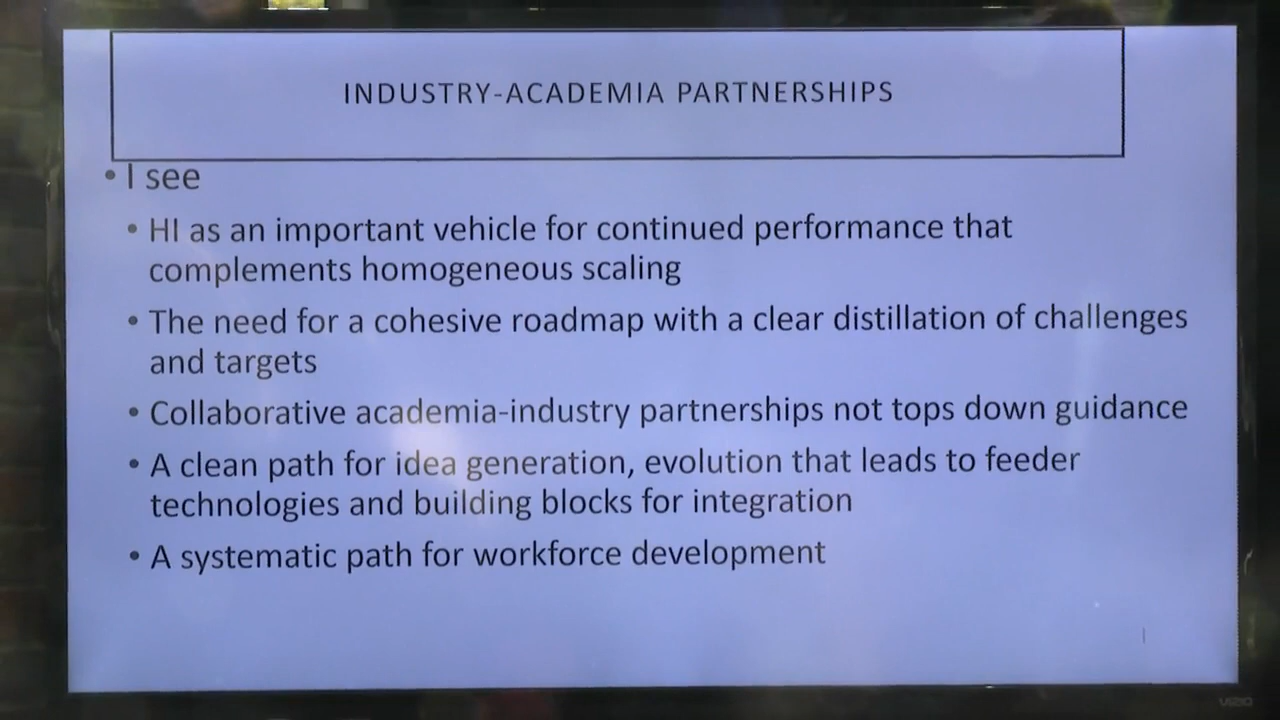 INDUSTRY-ACADEMIA PARTNERSHIPS
• I see
• HI as an important vehicle for continued performance that
complements homogeneous scaling
• The need for a cohesive roadmap with a clear distillation of challenges
and targets
• Collaborative academia-industry partnerships not tops down guidance
• A clean path for idea generation, evolution that leads to feeder
technologies and building blocks for integration
• A systematic path for workforce development
VIZIO